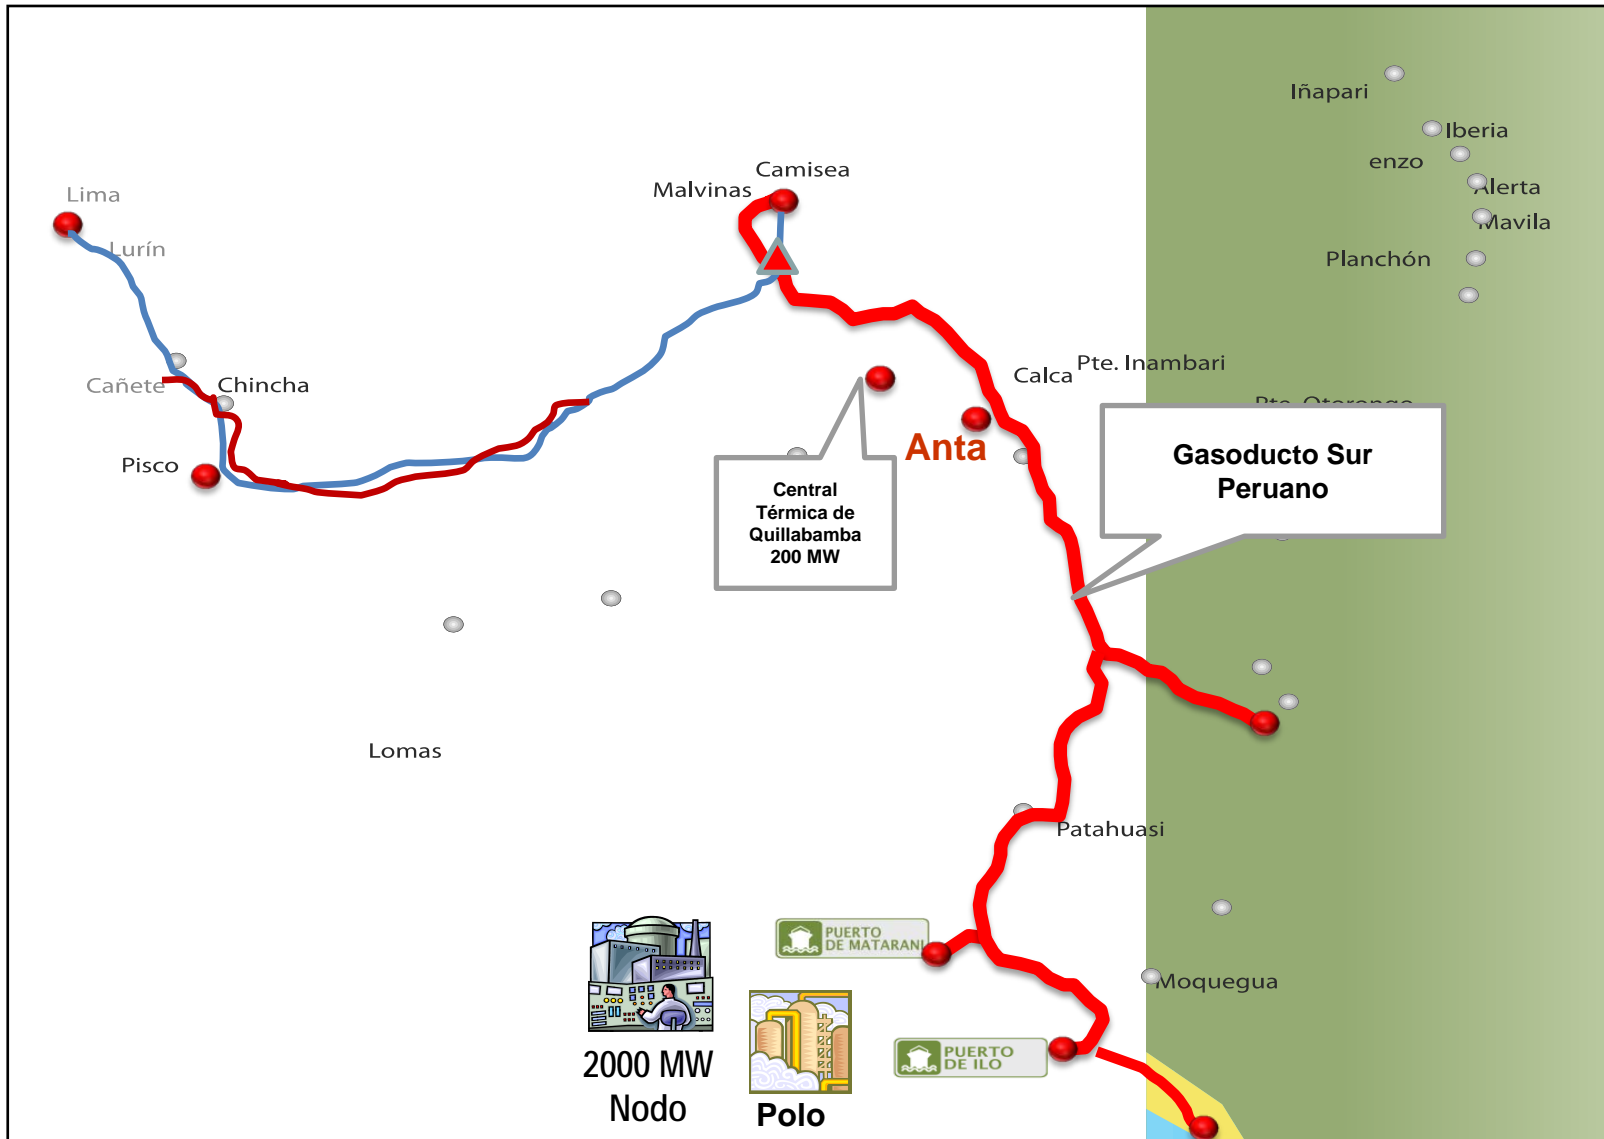 Iñapari
Iberia
enzo
Alerta
Mavila
Planchón
Camisea
Malvinas
Lima
Lurín
Cañete
Chincha
Pisco
Calca
Pte. Inambari
Anta
Gasoducto Sur
Peruano
Central
Térmica de
Quillabamba
200 MW
Lomas
Patahuasi
PUERTO
DE MATARANI
Moquegua
PUERTO
DE ILO
2000 MW
Nodo
Polo